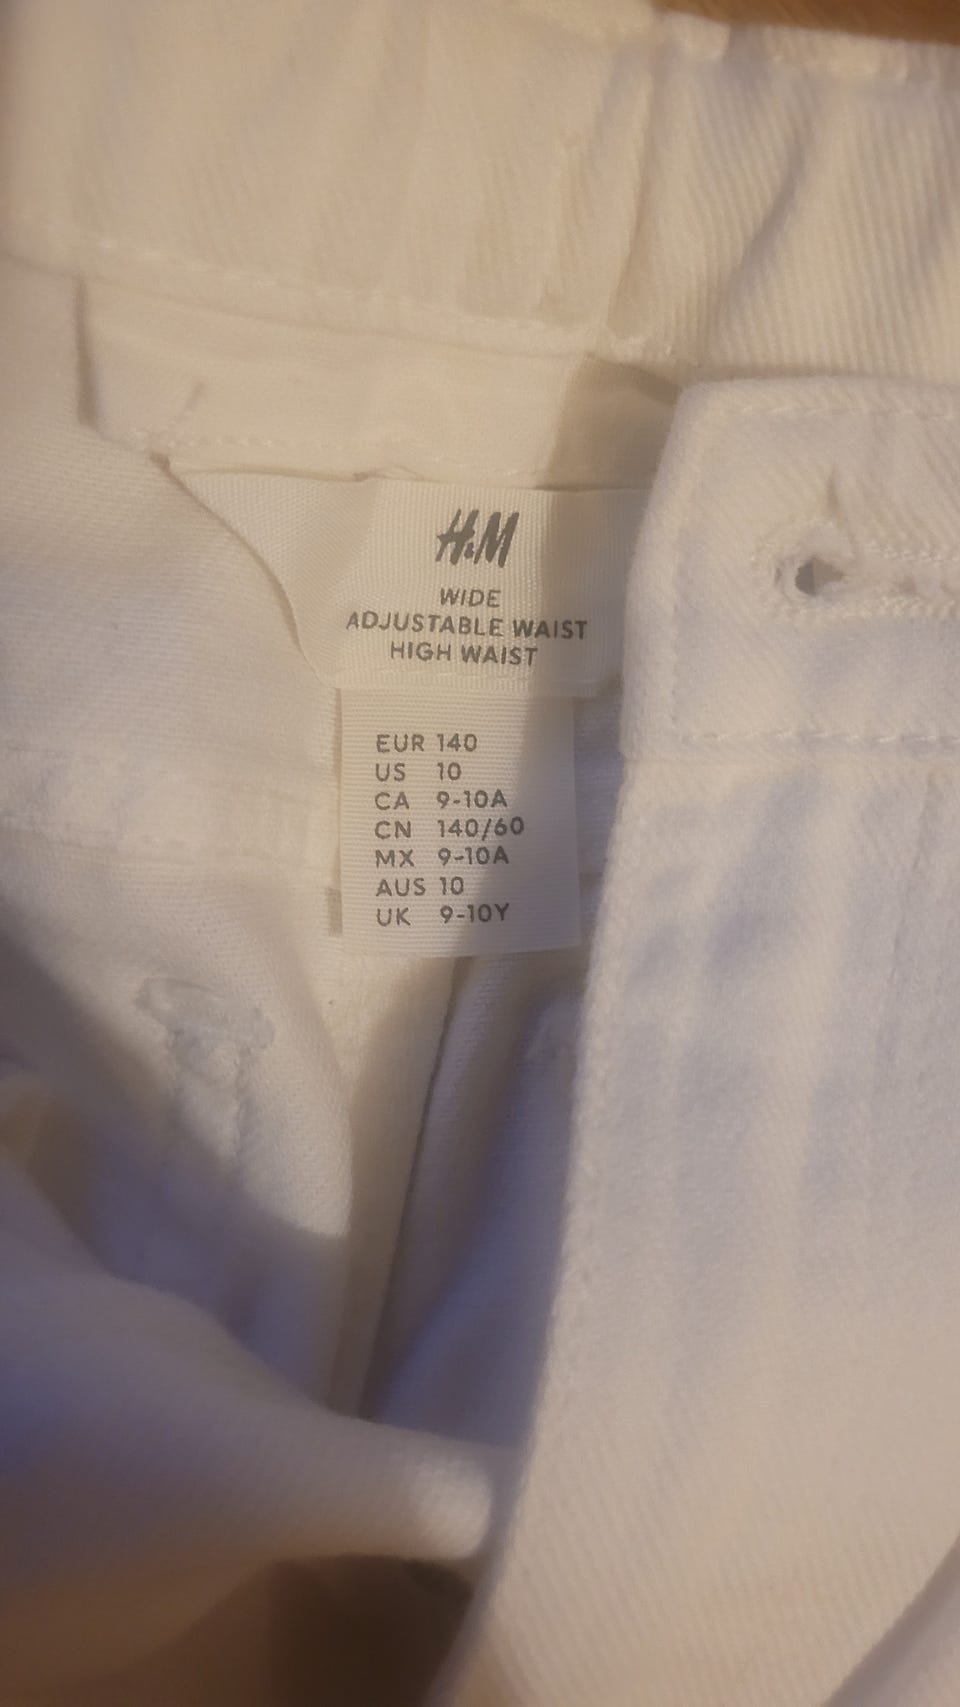 H&M
WIDE
ADJUSTABLE WAIST
HIGH WAIST
EUR 140
US 10
CA 9-10A
CN 140/60
MX 9-10A
AUS 10
UK 9-10Y